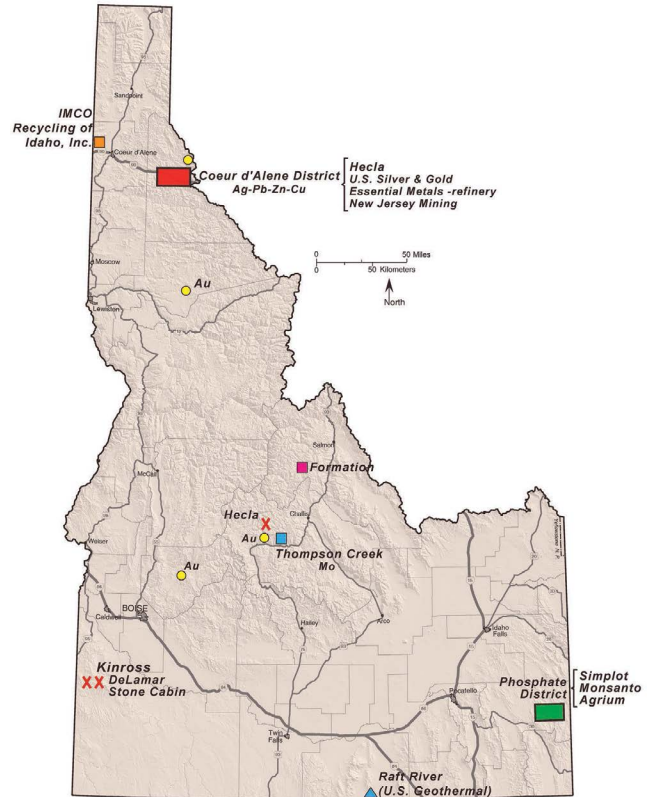 Sandpoint
IMCO
Recycling of
Idaho, Inc.
Coeur d'Alene
Coeur d'Alene District
Ag-Pb-Zn-Cu
Hecla
U.S. Silver & Gold
Essential Metals -refinery
New Jersey Mining
Moscow
Lewiston
Au
0 50 Miles
0 50 Kilometers
North
Salmon
McCall
Formation
Hecla
Challis
Au
Thompson Creek
Mo
Weiser
Au
BOISE
Caldwell
Hailey
Arco
Idaho
Falls
Yellowstone N. P.
Kinross
DeLamar
Stone Cabin
Pocatello
Phosphate
District
Simplot
Monsanto
Agrium
Twin
Falls
Raft River
(U.S. Geothermal)